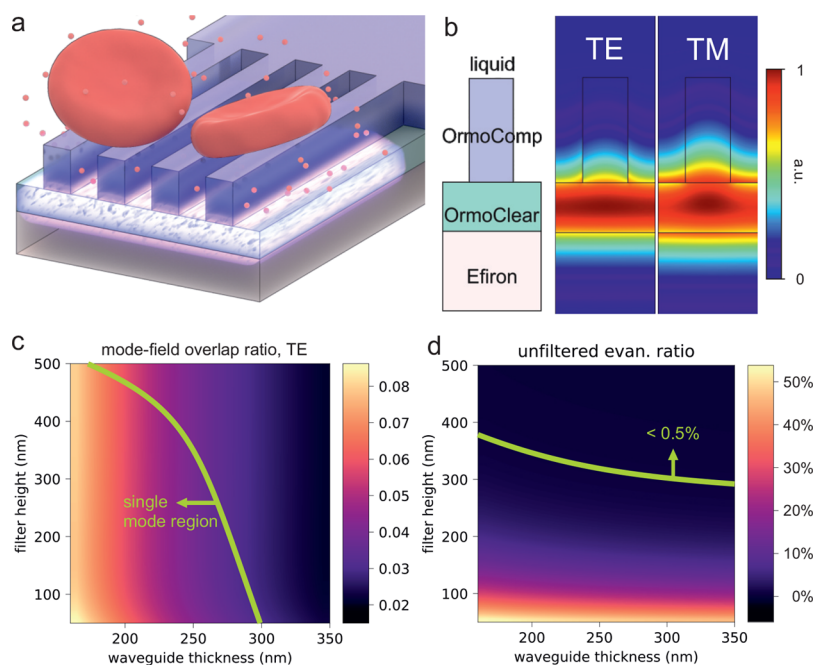 a
b
liquid
OrmoComp
OrmoClear
Efiron
TE
TM
1
a.u.
0
c
mode-field overlap ratio, TE
500
400
300
200
100
filter height (nm)
single
mode region
200
250
300
350
waveguide thickness (nm)
0.08
0.07
0.06
0.05
0.04
0.03
0.02
d
unfiltered evan. ratio
500
400
300
200
100
filter height (nm)
< 0.5%
200
250
300
350
waveguide thickness (nm)
50%
40%
30%
20%
10%
0%